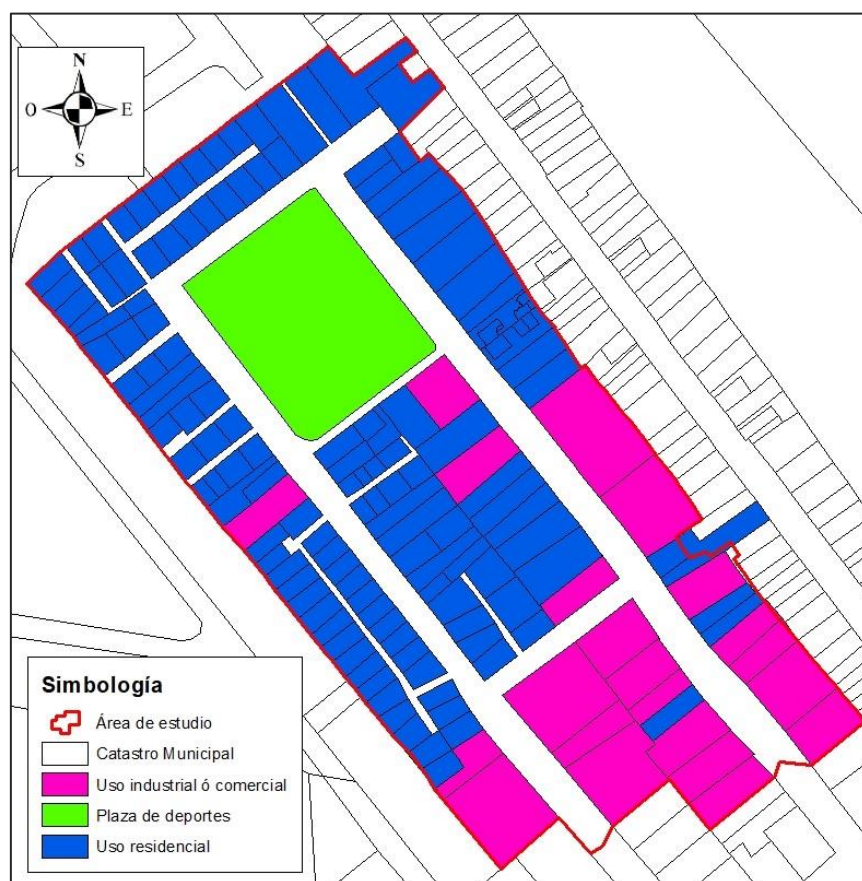 N
O E
S
Simbología
Área de estudio
Catastro Municipal
Uso industrial ó comercial
Plaza de deportes
Uso residencial